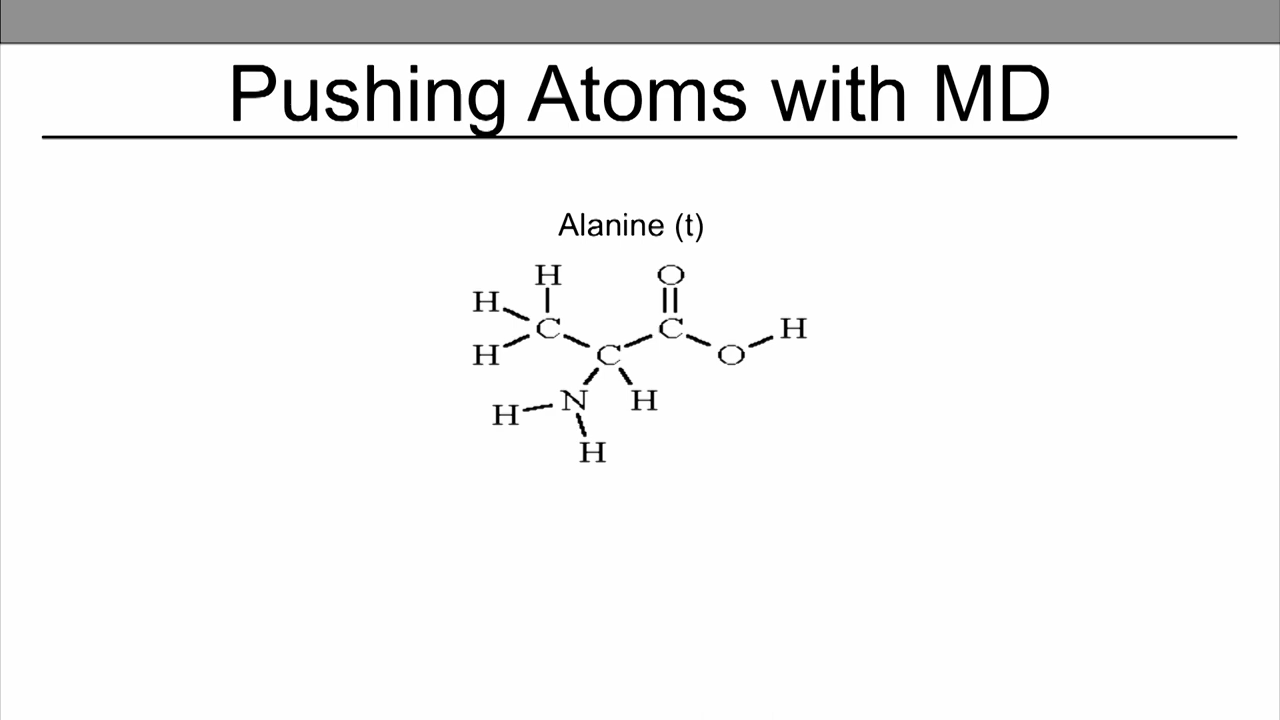 Pushing Atoms with MD
Alanine (t)
H O
H
C C H
H C O
H N H
H